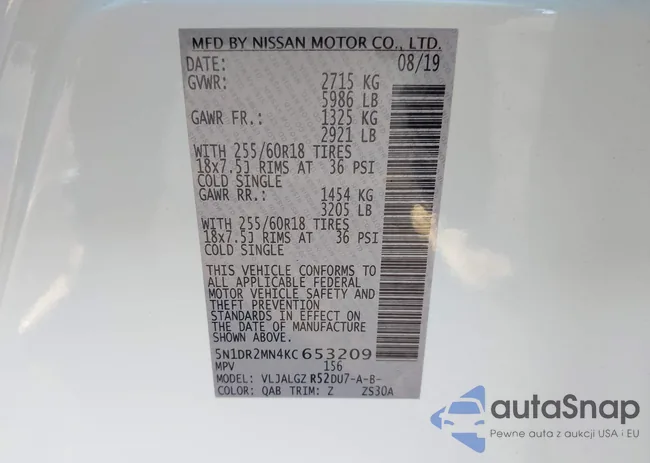 MFD BY NISSAN MOTOR CO., LTD.
DATE: 08/19
GVWR: 2715 KG
5986 LB
GAWR FR.: 1325 KG
2921 LB
WITH 255/60R18 TIRES
18x7.5J RIMS AT 36 PSI
COLD SINGLE
GAWR RR.: 1454 KG
3205 LB
WITH 255/60R18 TIRES
18x7.5J RIMS AT 36 PSI
COLD SINGLE
THIS VEHICLE CONFORMS TO
ALL APPLICABLE FEDERAL
MOTOR VEHICLE SAFETY AND
THEFT PREVENTION
STANDARDS IN EFFECT ON
THE DATE OF MANUFACTURE
SHOWN ABOVE.
5N1DR2MN4KC653209
MPV 156
MODEL: VLJALGZ R52DU7-A-B-
COLOR: QAB TRIM: Z ZS30A
autoSnap
Pewne auta z aukcji USA i EU